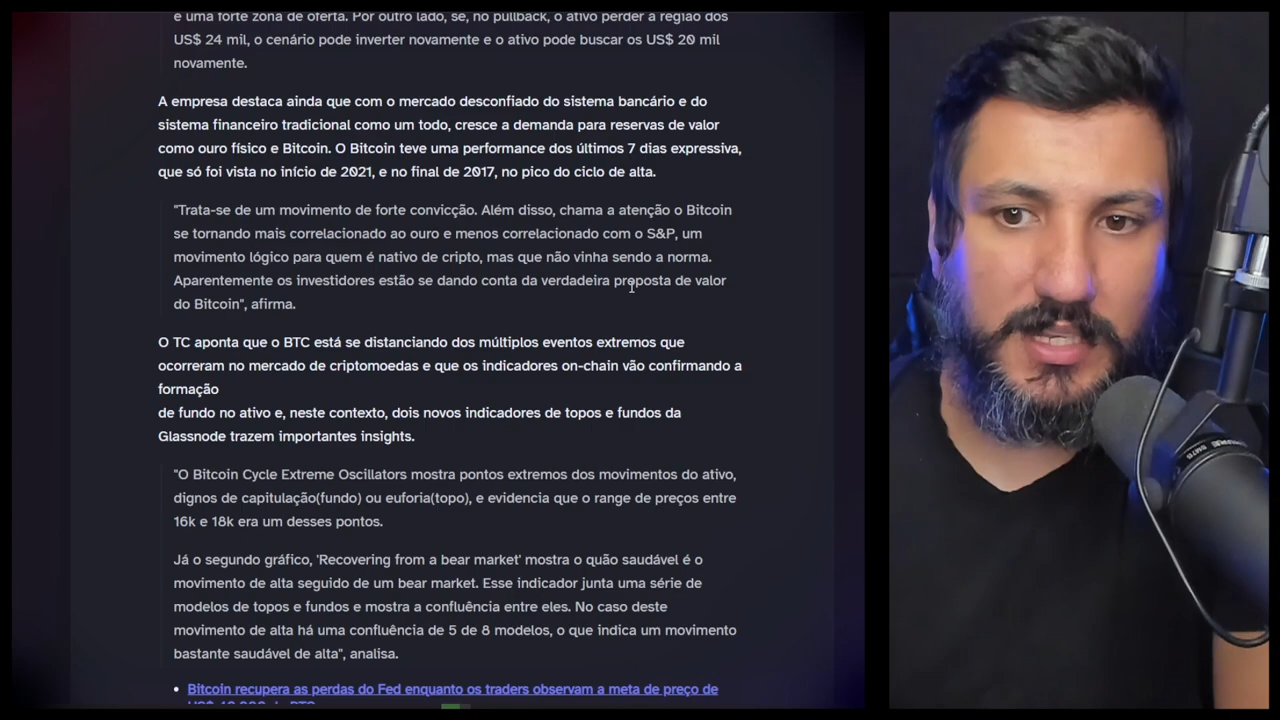 é uma forte zona de oferta. Por outro lado, se, no pullback, o ativo perder a região dos
US$ 24 mil, o cenário pode inverter novamente e o ativo pode buscar os US$ 20 mil
novamente.
A empresa destaca ainda que com o mercado desconfiado do sistema bancário e do
sistema financeiro tradicional como um todo, cresce a demanda para reservas de valor
como ouro físico e Bitcoin. O Bitcoin teve uma performance dos últimos 7 dias expressiva,
que só foi vista no início de 2021, e no final de 2017, no pico do ciclo de alta.
"Trata-se de um movimento de forte convicção. Além disso, chama a atenção o Bitcoin
se tornando mais correlacionado ao ouro e menos correlacionado com o S&P, um
movimento lógico para quem é nativo de cripto, mas que não vinha sendo a norma.
Aparentemente os investidores estão se dando conta da verdadeira proposta de valor
do Bitcoin", afirma.
O TC aponta que o BTC está se distanciando dos múltiplos eventos extremos que
ocorreram no mercado de criptomoedas e que os indicadores on-chain vão confirmando a
formação
de fundo no ativo e, neste contexto, dois novos indicadores de topos e fundos da
Glassnode trazem importantes insights.
"O Bitcoin Cycle Extreme Oscillators mostra pontos extremos dos movimentos do ativo,
dignos de capitulação(fundo) ou euforia(topo), e evidencia que o range de preços entre
16k e 18k era um desses pontos.
Já o segundo gráfico, 'Recovering from a bear market' mostra o quão saudável é o
movimento de alta seguido de um bear market. Esse indicador junta uma série de
modelos de topos e fundos e mostra a confluência entre eles. No caso deste
movimento de alta há uma confluência de 5 de 8 modelos, o que indica um movimento
bastante saudável de alta", analisa.
• Bitcoin recupera as perdas do Fed enquanto os traders observam a meta de preço de